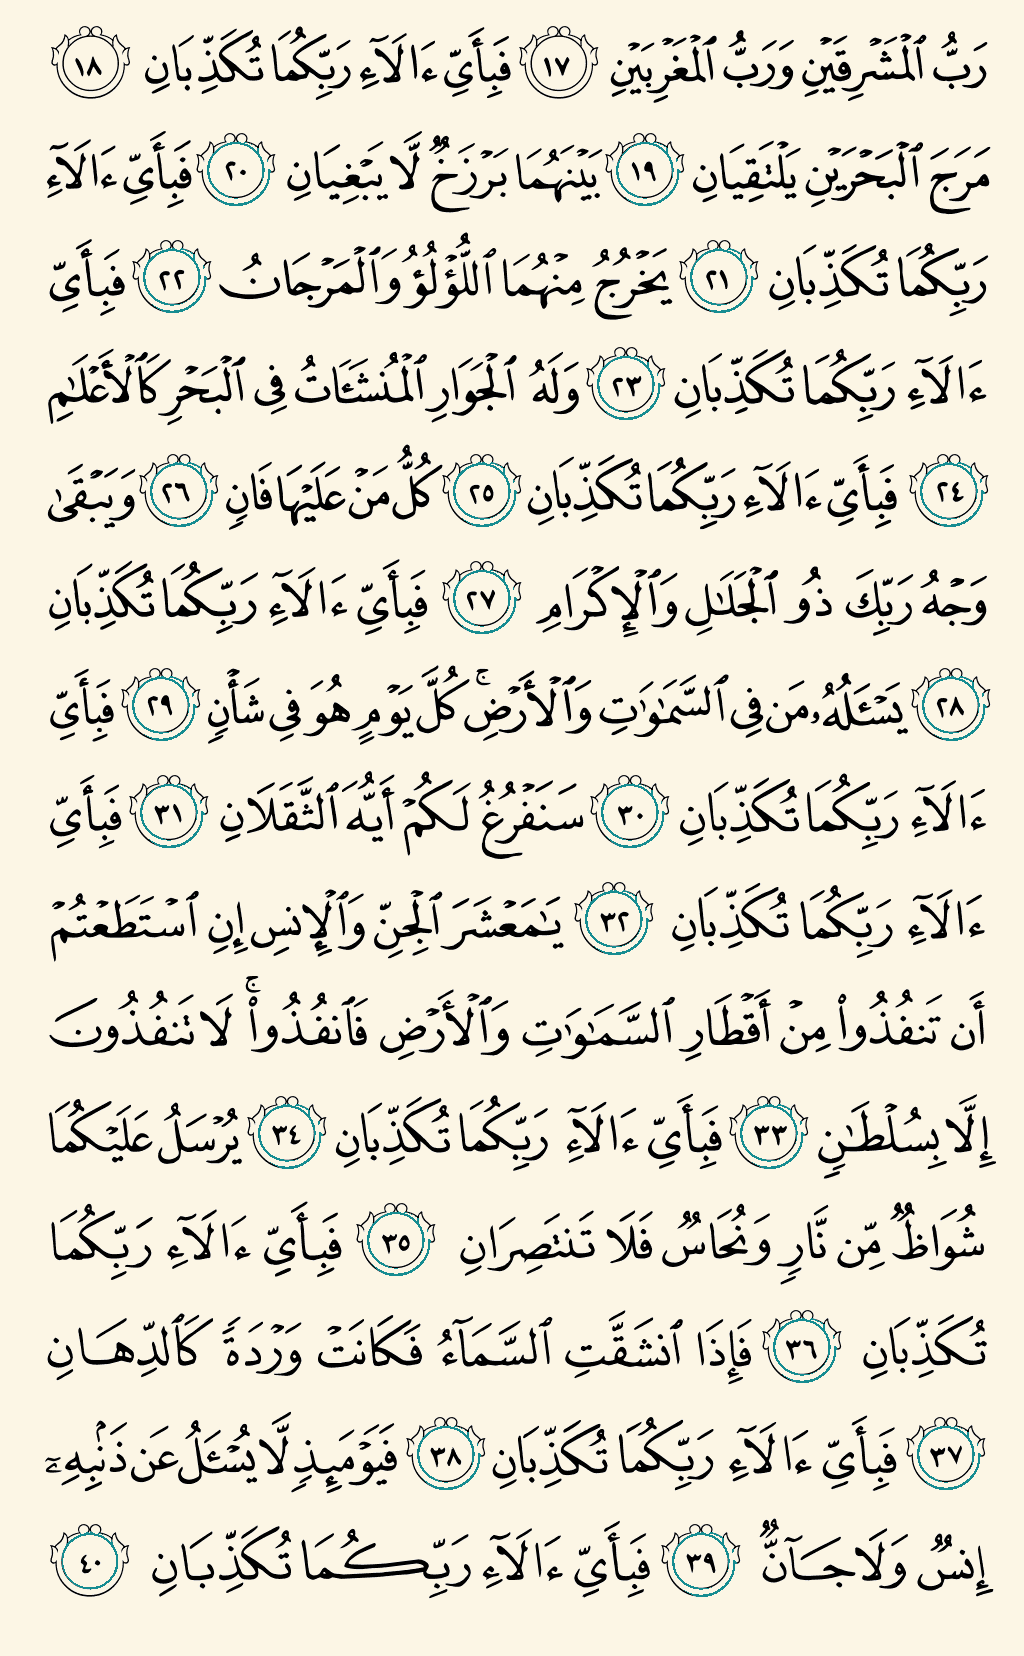 رَبُّ ٱلْمَشْرِقَيْنِ وَرَبُّ ٱلْمَغْرِبَيْنِ ١٧ فَبِأَىِّ ءَالَآءِ رَبِّكُمَا تُكَذِّبَانِ ١٨
مَرَجَ ٱلْبَحْرَيْنِ يَلْتَقِيَانِ ١٩ بَيْنَهُمَا بَرْزَخٌ لَّا يَبْغِيَانِ ٢٠ فَبِأَىِّ ءَالَآءِ
رَبِّكُمَا تُكَذِّبَانِ ٢١ يَخْرُجُ مِنْهُمَا ٱللُّؤْلُؤُ وَٱلْمَرْجَانُ ٢٢ فَبِأَىِّ
ءَالَآءِ رَبِّكُمَا تُكَذِّبَانِ ٢٣ وَلَهُ ٱلْجَوَارِ ٱلْمُنشَـَٔاتُ فِى ٱلْبَحْرِ كَٱلْأَعْلَـٰمِ
٢٤ فَبِأَىِّ ءَالَآءِ رَبِّكُمَا تُكَذِّبَانِ ٢٥ كُلُّ مَنْ عَلَيْهَا فَانٍ ٢٦ وَيَبْقَىٰ
وَجْهُ رَبِّكَ ذُو ٱلْجَلَـٰلِ وَٱلْإِكْرَامِ ٢٧ فَبِأَىِّ ءَالَآءِ رَبِّكُمَا تُكَذِّبَانِ
٢٨ يَسْـَٔلُهُۥ مَن فِى ٱلسَّمَـٰوَٰتِ وَٱلْأَرْضِ ۚ كُلَّ يَوْمٍ هُوَ فِى شَأْنٍ ٢٩ فَبِأَىِّ
ءَالَآءِ رَبِّكُمَا تُكَذِّبَانِ ٣٠ سَنَفْرُغُ لَكُمْ أَيُّهَ ٱلثَّقَلَانِ ٣١ فَبِأَىِّ
ءَالَآءِ رَبِّكُمَا تُكَذِّبَانِ ٣٢ يَـٰمَعْشَرَ ٱلْجِنِّ وَٱلْإِنسِ إِنِ ٱسْتَطَعْتُمْ
أَن تَنفُذُوا۟ مِنْ أَقْطَارِ ٱلسَّمَـٰوَٰتِ وَٱلْأَرْضِ فَٱنفُذُوا۟ ۚ لَا تَنفُذُونَ
إِلَّا بِسُلْطَـٰنٍ ٣٣ فَبِأَىِّ ءَالَآءِ رَبِّكُمَا تُكَذِّبَانِ ٣٤ يُرْسَلُ عَلَيْكُمَا
شُوَاظٌ مِّن نَّارٍ وَنُحَاسٌ فَلَا تَنتَصِرَانِ ٣٥ فَبِأَىِّ ءَالَآءِ رَبِّكُمَا
تُكَذِّبَانِ ٣٦ فَإِذَا ٱنشَقَّتِ ٱلسَّمَآءُ فَكَانَتْ وَرْدَةً كَٱلدِّهَانِ
٣٧ فَبِأَىِّ ءَالَآءِ رَبِّكُمَا تُكَذِّبَانِ ٣٨ فَيَوْمَئِذٍ لَّا يُسْـَٔلُ عَن ذَنۢبِهِۦٓ
إِنسٌ وَلَا جَآنٌّ ٣٩ فَبِأَىِّ ءَالَآءِ رَبِّكُمَا تُكَذِّبَانِ ٤٠